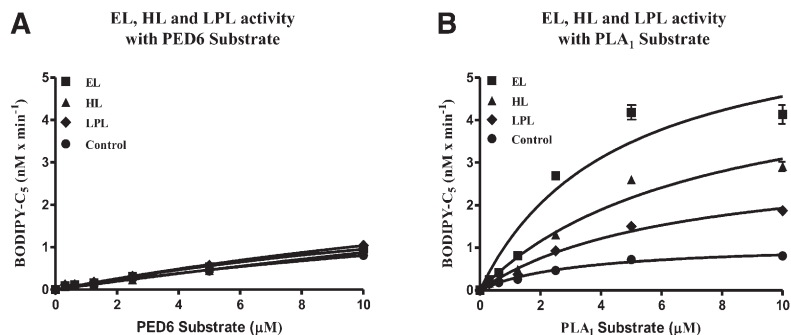 A
EL, HL and LPL activity
with PED6 Substrate
BODIPY-C5 (nM x min-1)
5
4
3
2
1
0
EL
HL
LPL
Control
0
2
4
6
8
10
PED6 Substrate (μM)
B
EL, HL and LPL activity
with PLA1 Substrate
BODIPY-C5 (nM x min-1)
5
4
3
2
1
0
EL
HL
LPL
Control
0
2
4
6
8
10
PLA1 Substrate (μM)